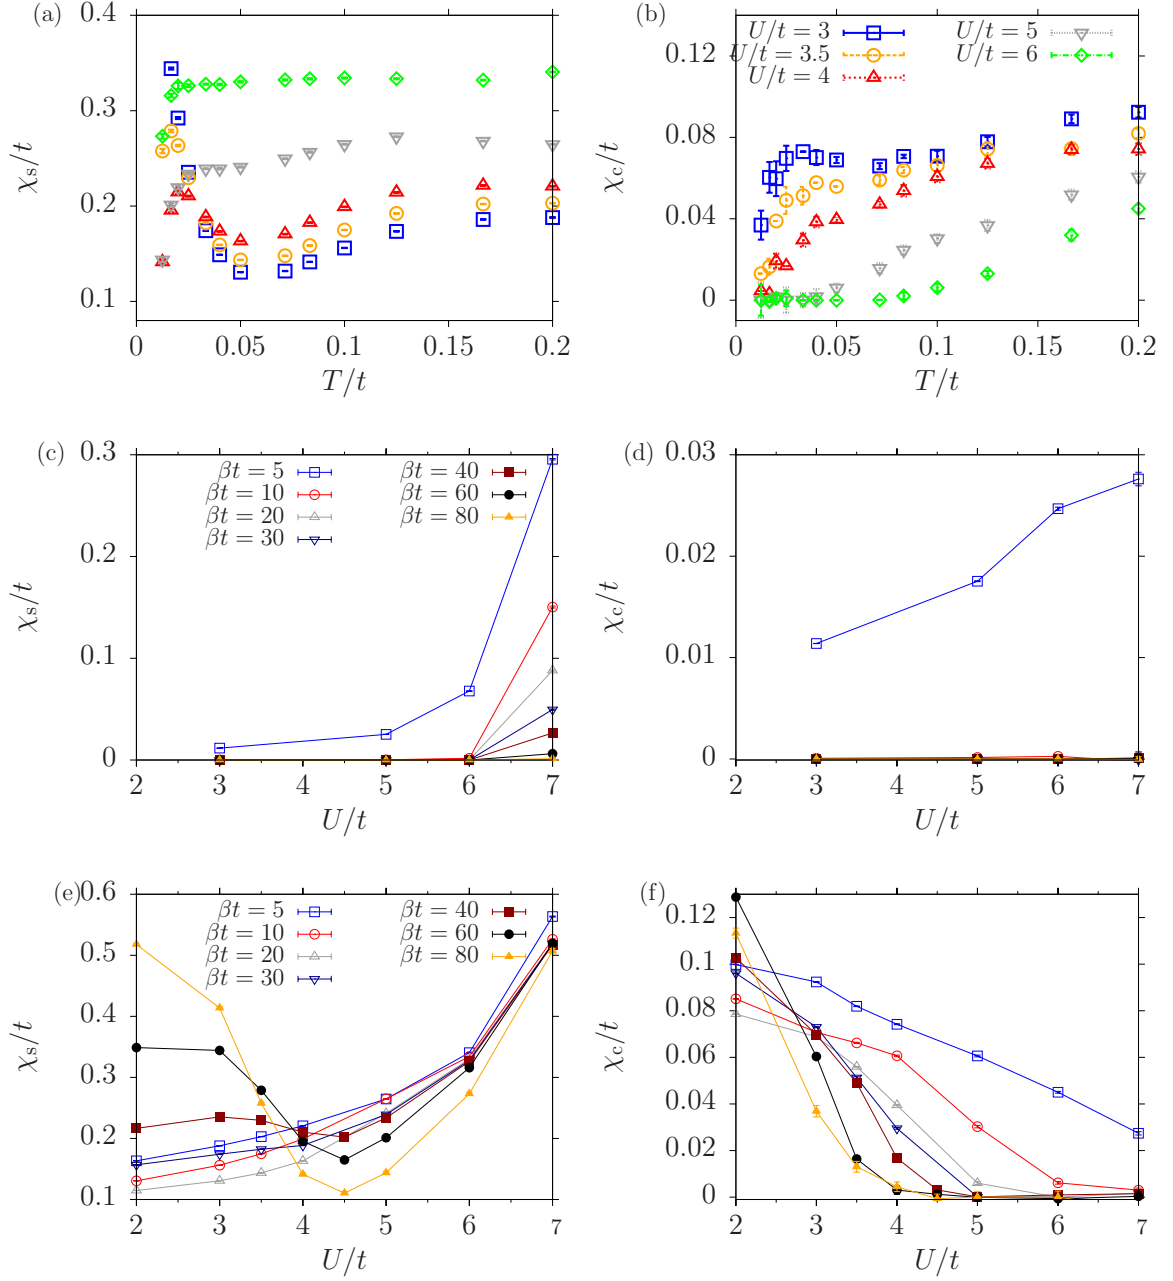 (a)
χs/t
0.4
0.3
0.2
0.1
0
0.05
0.1
0.15
0.2
T/t
(b)
χc/t
0.12
0.08
0.04
0
U/t = 3
U/t = 3.5
U/t = 4
U/t = 5
U/t = 6
0
0.05
0.1
0.15
0.2
T/t
(c)
χs/t
0.3
0.2
0.1
0
βt = 5
βt = 10
βt = 20
βt = 30
βt = 40
βt = 60
βt = 80
2 3 4 5 6 7
U/t
(d)
χc/t
0.03
0.02
0.01
0
2 3 4 5 6 7
U/t
(e)
χs/t
0.6
0.5
0.4
0.3
0.2
0.1
βt = 5
βt = 10
βt = 20
βt = 30
βt = 40
βt = 60
βt = 80
2 3 4 5 6 7
U/t
(f)
χc/t
0.12
0.1
0.08
0.06
0.04
0.02
0
2 3 4 5 6 7
U/t